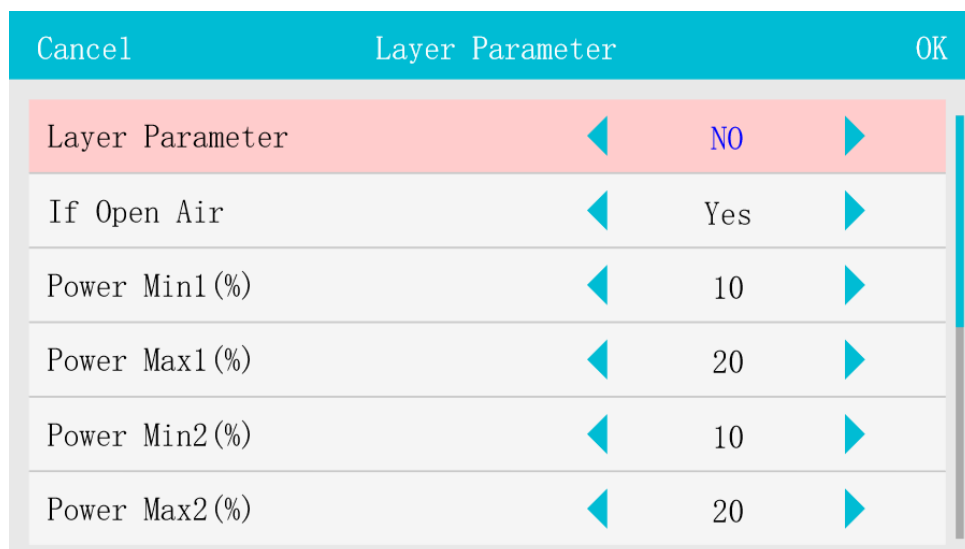 Cancel Layer Parameter OK
Layer Parameter NO
If Open Air Yes
Power Min1(%) 10
Power Max1(%) 20
Power Min2(%) 10
Power Max2(%) 20